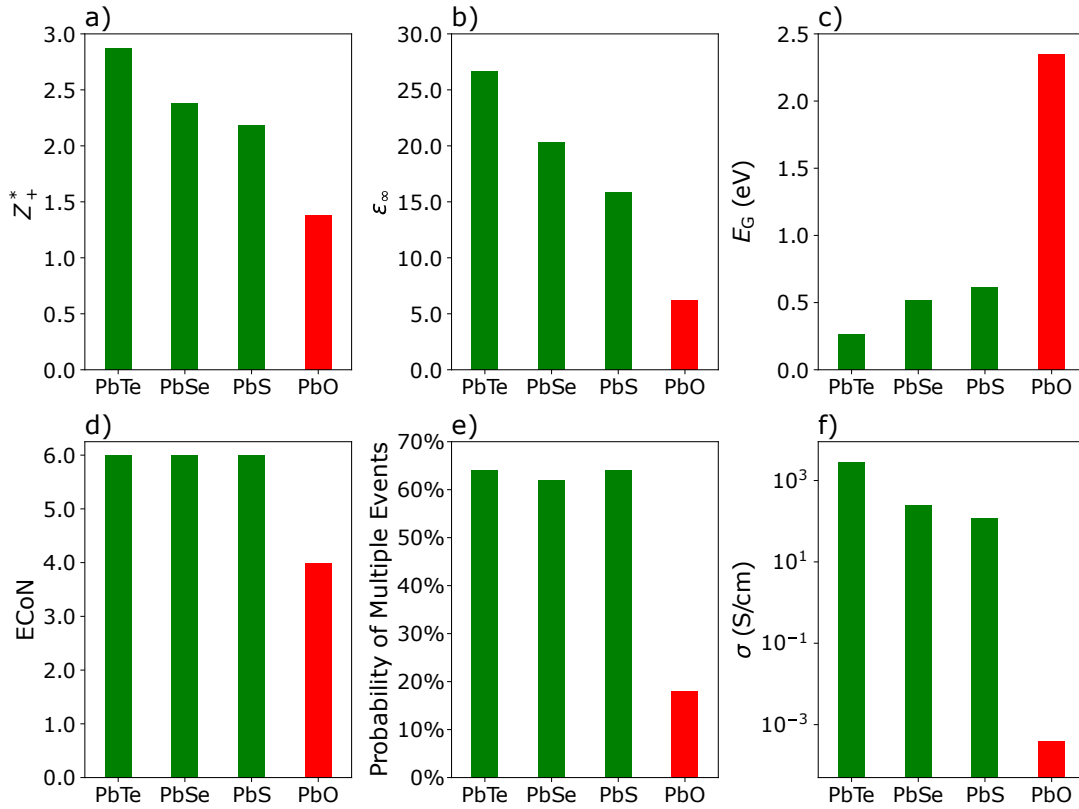 a)
3.0
2.5
2.0
1.5
1.0
0.5
0.0
Z*+
PbTe PbSe PbS PbO
b)
30.0
25.0
20.0
15.0
10.0
5.0
0.0
ε∞
PbTe PbSe PbS PbO
c)
2.5
2.0
1.5
1.0
0.5
0.0
EG (eV)
PbTe PbSe PbS PbO
d)
6.0
5.0
4.0
3.0
2.0
1.0
0.0
ECoN
PbTe PbSe PbS PbO
e)
70%
60%
50%
40%
30%
20%
10%
0%
Probability of Multiple Events
PbTe PbSe PbS PbO
f)
10³
10¹
10⁻¹
10⁻³
σ (S/cm)
PbTe PbSe PbS PbO